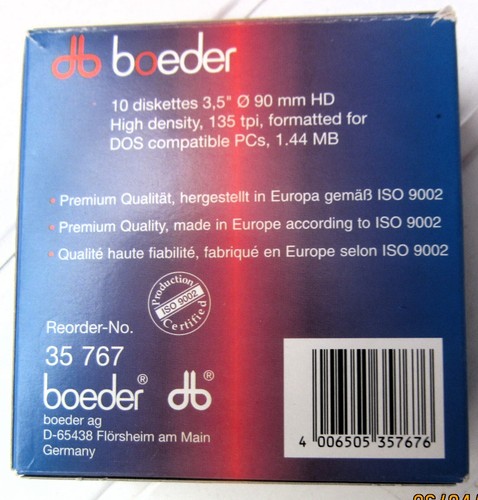 db boeder
10 diskettes 3,5" Ø 90 mm HD
High density, 135 tpi, formatted for
DOS compatible PCs, 1.44 MB
• Premium Qualität, hergestellt in Europa gemäß ISO 9002
• Premium Quality, made in Europe according to ISO 9002
• Qualité haute fiabilité, fabriqué en Europe selon ISO 9002
Production
ISO 9002
Certified
Reorder-No.
35 767
boeder® db®
boeder ag
D-65438 Flörsheim am Main
Germany
4 006505 357676